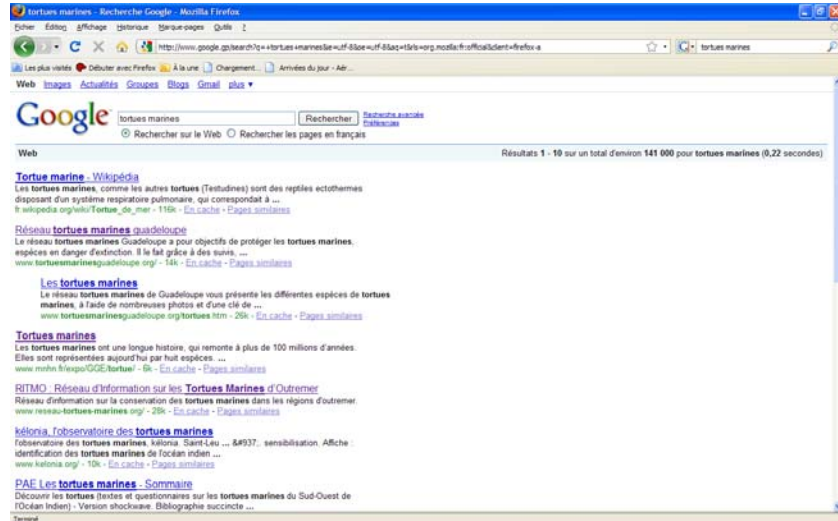 tortues marines - Recherche Google - Mozilla Firefox
Fichier Édition Affichage Historique Marque-pages Outils ?
tortues marines
Les plus visités Débuter avec Firefox À la une Chargement... Arrivées du jour - Aér...
Web Images Actualités Groupes Blogs Gmail plus ▼
Google tortues marines Rechercher Recherche avancée
Préférences
Rechercher sur le Web Rechercher les pages en français
Web Résultats 1 - 10 sur un total d'environ 141 000 pour tortues marines (0,22 secondes)
Tortue marine - Wikipédia
Les tortues marines, comme les autres tortues (Testudines) sont des reptiles ectothermes
disposant d'un système respiratoire pulmonaire, qui correspondait à ...
fr.wikipedia.org/wiki/Tortue_de_mer - 116k - En cache - Pages similaires
Réseau tortues marines guadeloupe
Le réseau tortues marines Guadeloupe a pour objectifs de protéger les tortues marines,
espèces en danger d'extinction. Il le fait grâce à des suivis, ...
www.tortuesmarinesguadeloupe.org/ - 14k - En cache - Pages similaires
Les tortues marines
Le réseau tortues marines de Guadeloupe vous présente les différentes espèces de tortues
marines, à l'aide de nombreuses photos et d'une clé de ...
www.tortuesmarinesguadeloupe.org/tortues.htm - 26k - En cache - Pages similaires
Tortues marines
Les tortues marines ont une longue histoire, qui remonte à plus de 100 millions d'années.
Elles sont représentées aujourd'hui par huit espèces. ...
www.mnhn.fr/expo/GGE/tortue/ - 6k - En cache - Pages similaires
RITMO : Réseau d'Information sur les Tortues Marines d'Outremer
Réseau d'information sur la conservation des tortues marines dans les régions d'outremer.
www.reseau-tortues-marines.org/ - 28k - En cache - Pages similaires
kélonia, l'observatoire des tortues marines
l'observatoire des tortues marines, kélonia. Saint-Leu ... &#937;. sensibilisation. Affiche :
identification des tortues marines de l'océan indien ...
www.kelonia.org/ - 10k - En cache - Pages similaires
PAE Les tortues marines - Sommaire
Découvrir les tortues (textes et questionnaires sur les tortues marines du Sud-Ouest de
l'Océan Indien) - Version shockwave. Bibliographie succincte ...
Terminé